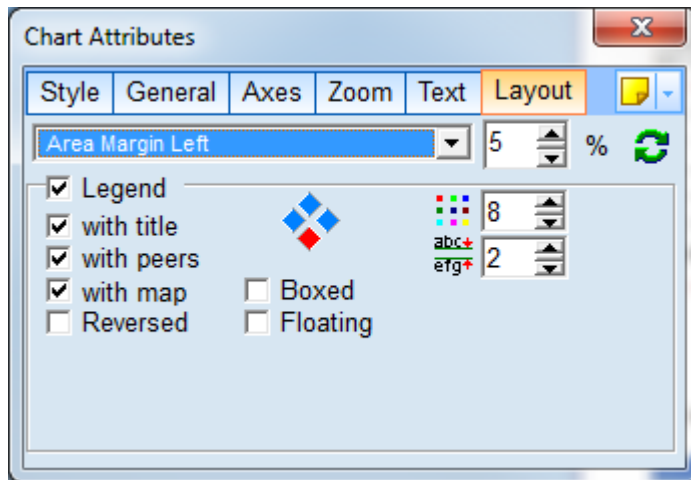 Chart Attributes
Style General Axes Zoom Text Layout
Area Margin Left 5 %
Legend
with title 8
with peers abc efg 2
with map Boxed
Reversed Floating